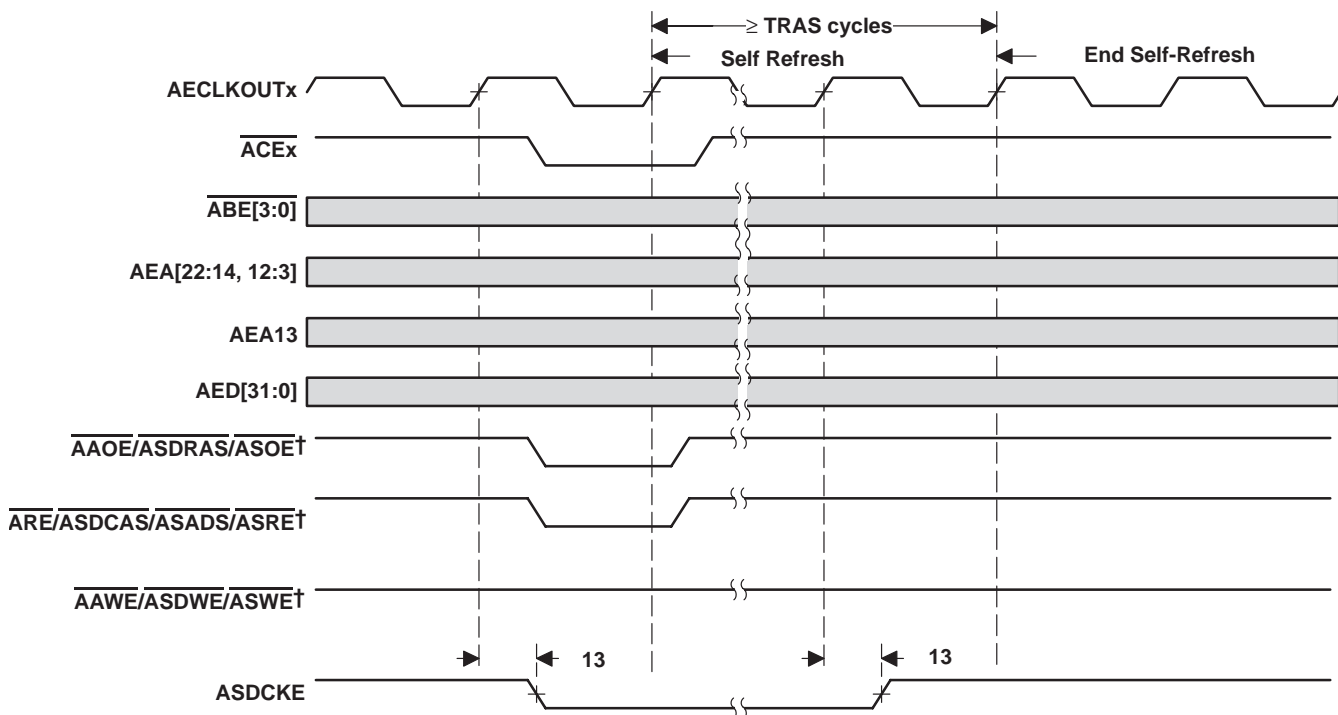 ≥ TRAS cycles
Self Refresh
End Self-Refresh
AECLKOUTx
ACEx
ABE[3:0]
AEA[22:14, 12:3]
AEA13
AED[31:0]
AAOE/ASDRAS/ASOE†
ARE/ASDCAS/ASADS/ASRE†
AAWE/ASDWE/ASWE†
13
13
ASDCKE